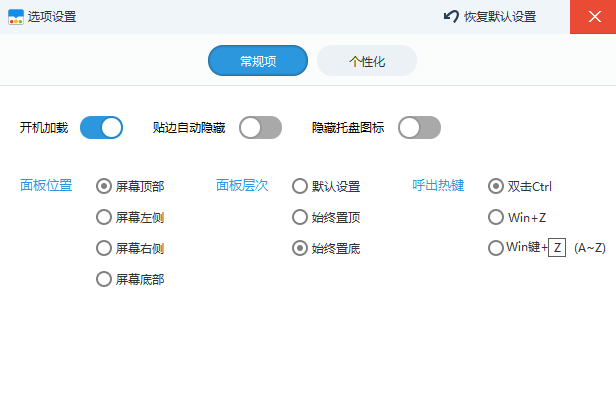 选项设置 恢复默认设置
常规项 个性化
开机加载 贴边自动隐藏 隐藏托盘图标
面板位置 屏幕顶部 面板层次 默认设置 呼出热键 双击Ctrl
屏幕左侧 始终置顶 Win+Z
屏幕右侧 始终置底 Win键+ Z (A~Z)
屏幕底部